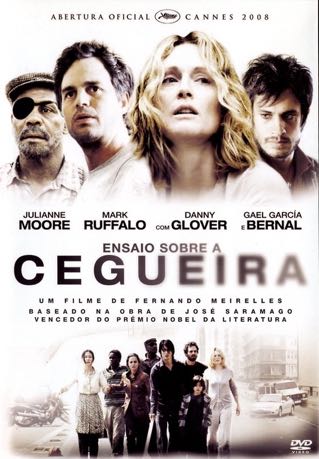 ABERTURA OFICIAL CANNES 2008
JULIANNE MOORE MARK RUFFALO COM DANNY GLOVER E GAEL GARCÍA BERNAL
ENSAIO SOBRE A
CEGUEIRA
UM FILME DE FERNANDO MEIRELLES
BASEADO NA OBRA DE JOSÉ SARAMAGO
VENCEDOR DO PRÊMIO NOBEL DA LITERATURA
DVD
VIDEO